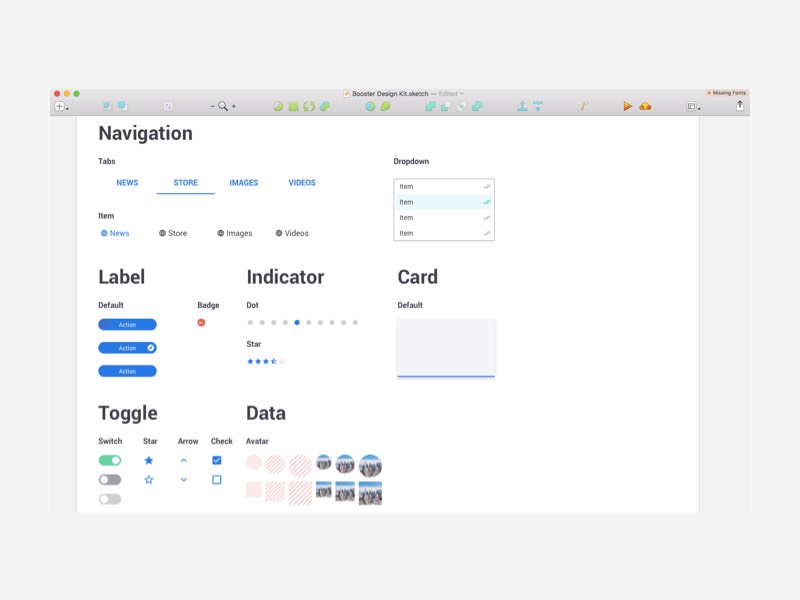 Booster Design Kit.sketch — Edited
Missing Fonts
Navigation
Tabs
Dropdown
NEWS STORE IMAGES VIDEOS
Item
Item
Item
Item
Item
News Store Images Videos
Label
Indicator
Card
Default
Badge
Dot
Default
Action
Action
Action
Star
Toggle
Data
Switch Star Arrow Check
Avatar